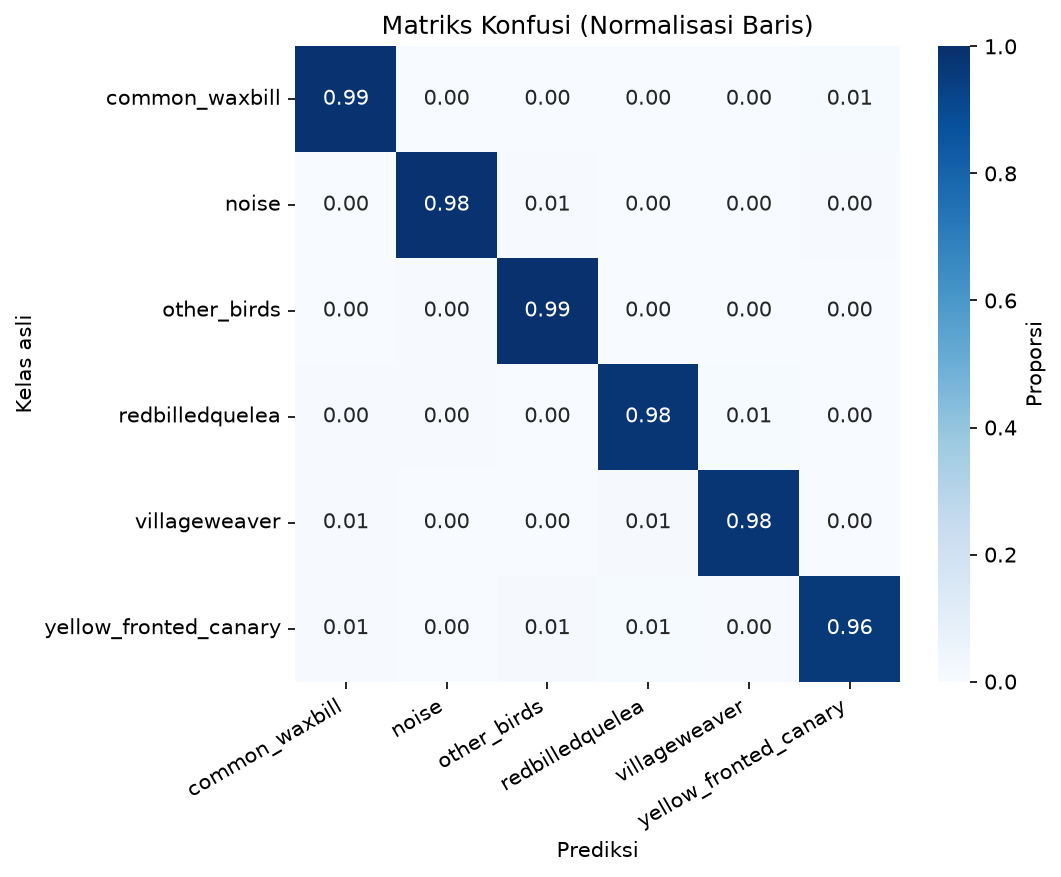 Matriks Konfusi (Normalisasi Baris)
common_waxbill 0.99 0.00 0.00 0.00 0.00 0.01
noise 0.00 0.98 0.01 0.00 0.00 0.00
other_birds 0.00 0.00 0.99 0.00 0.00 0.00
redbilledquelea 0.00 0.00 0.00 0.98 0.01 0.00
villageweaver 0.01 0.00 0.00 0.01 0.98 0.00
yellow_fronted_canary 0.01 0.00 0.01 0.01 0.00 0.96
common_waxbill
noise
other_birds
redbilledquelea
villageweaver
yellow_fronted_canary
Prediksi
Kelas asli
1.0
0.8
0.6
0.4
0.2
0.0
Proporsi